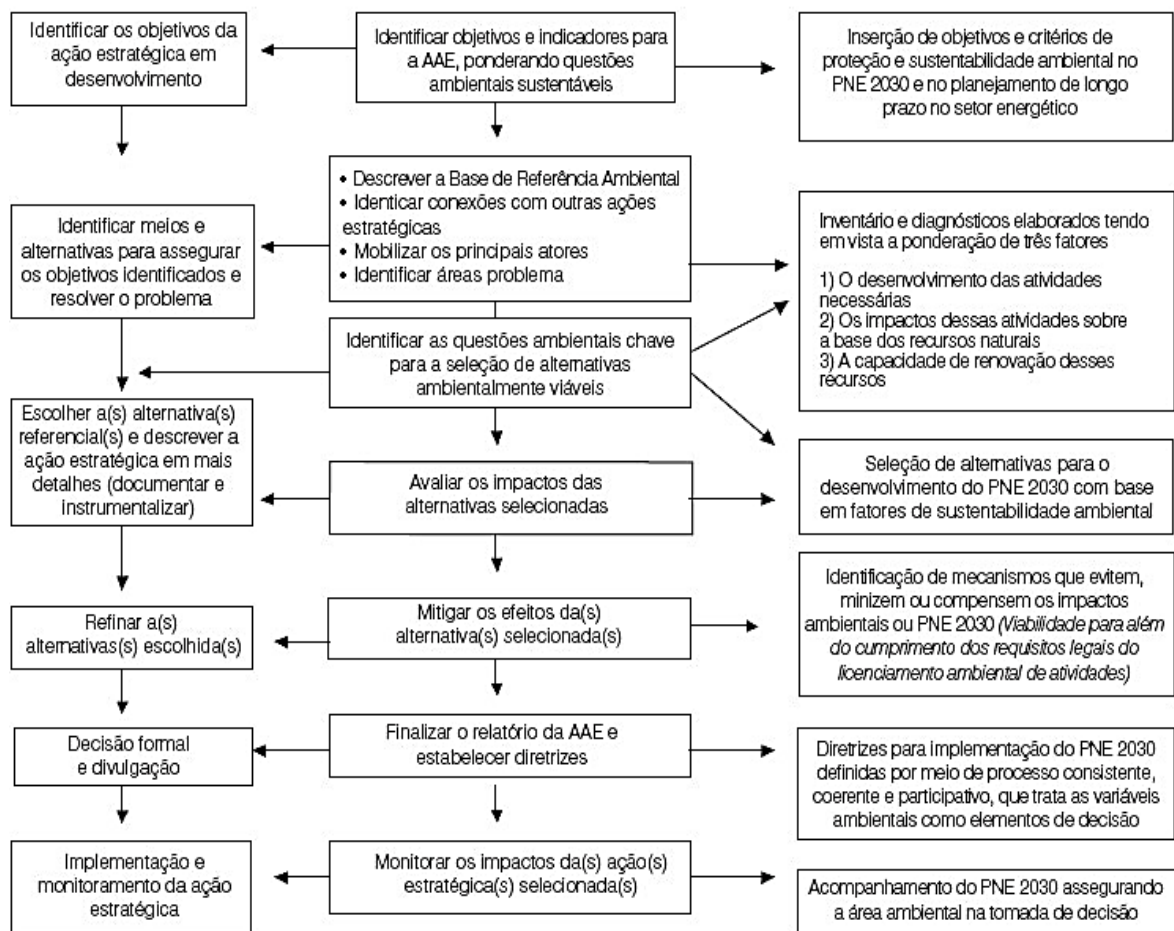 Identificar os objetivos da
ação estratégica em
desenvolvimento
Identificar objetivos e indicadores para
a AAE, ponderando questões
ambientais sustentáveis
Inserção de objetivos e critérios de
proteção e sustentabilidade ambiental no
PNE 2030 e no planejamento de longo
prazo no setor energético
Identificar meios e
alternativas para assegurar
os objetivos identificados e
resolver o problema
• Descrever a Base de Referência Ambiental
• Identicar conexões com outras ações
estratégicas
• Mobilizar os principais atores
• Identificar áreas problema
Inventário e diagnósticos elaborados tendo
em vista a ponderação de três fatores
1) O desenvolvimento das atividades
necessárias
2) Os impactos dessas atividades sobre
a base dos recursos naturais
3) A capacidade de renovação desses
recursos
Identificar as questões ambientais chave
para a seleção de alternativas
ambientalmente viáveis
Escolher a(s) alternativa(s)
referencial(s) e descrever a
ação estratégica em mais
detalhes (documentar e
instrumentalizar)
Avaliar os impactos das
alternativas selecionadas
Seleção de alternativas para o
desenvolvimento do PNE 2030 com base
em fatores de sustentabilidade ambiental
Refinar a(s)
alternativas(s) escolhida(s)
Mitigar os efeitos da(s)
alternativa(s) selecionada(s)
Identificação de mecanismos que evitem,
minizem ou compensem os impactos
ambientais ou PNE 2030 (Viabilidade para além
do cumprimento dos requisitos legais do
licenciamento ambiental de atividades)
Decisão formal
e divulgação
Finalizar o relatório da AAE e
estabelecer diretrizes
Diretrizes para implementação do PNE 2030
definidas por meio de processo consistente,
coerente e participativo, que trata as variáveis
ambientais como elementos de decisão
Implementação e
monitoramento da ação
estratégica
Monitorar os impactos da(s) ação(s)
estratégica(s) selecionada(s)
Acompanhamento do PNE 2030 assegurando
a área ambiental na tomada de decisão